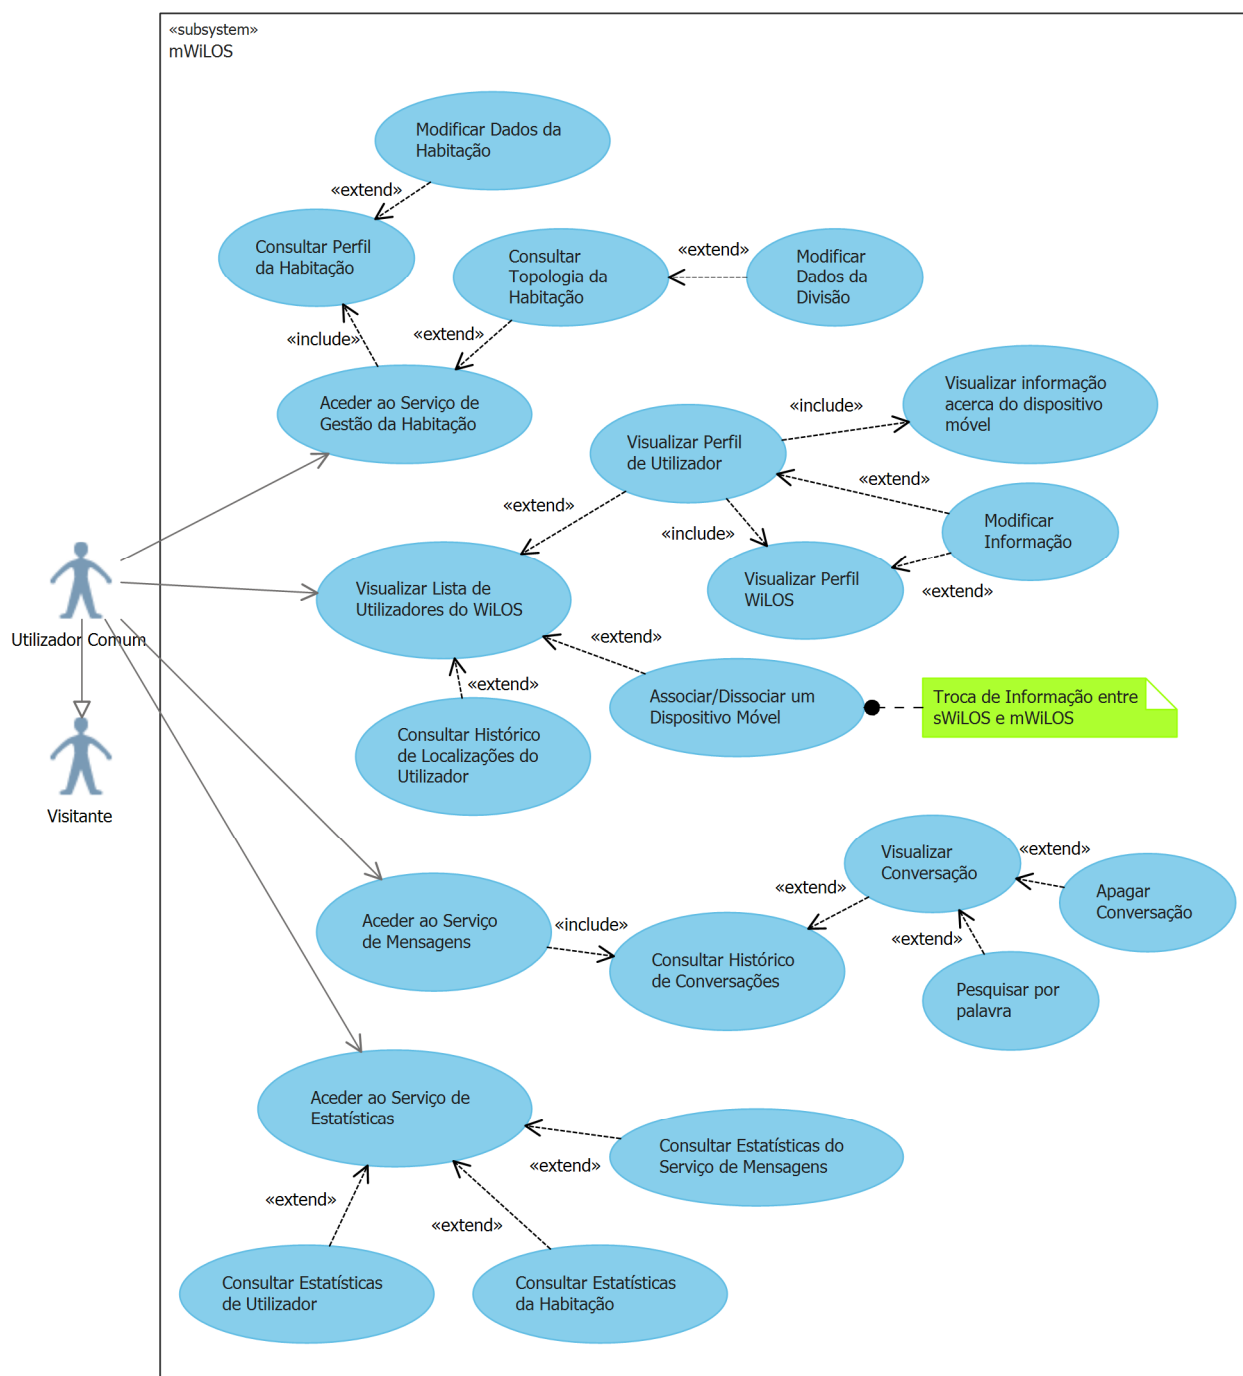 «subsystem»
mWiLOS
Modificar Dados da
Habitação
«extend»
Consultar Perfil
da Habitação
Consultar
Topologia da
Habitação
«extend»
Modificar
Dados da
Divisão
«include»
«extend»
Aceder ao Serviço de
Gestão da Habitação
Visualizar informação
acerca do dispositivo
móvel
«include»
Visualizar Perfil
de Utilizador
«extend»
«extend»
«include»
Modificar
Informação
Visualizar Perfil
WiLOS
«extend»
Visualizar Lista de
Utilizadores do WiLOS
Utilizador Comum
«extend»
«extend»
Associar/Dissociar um
Dispositivo Móvel
Troca de Informação entre
sWiLOS e mWiLOS
Consultar Histórico
de Localizações do
Utilizador
Visitante
Visualizar
Conversação
«extend»
«extend»
Apagar
Conversação
Aceder ao Serviço
de Mensagens
«include»
«extend»
Consultar Histórico
de Conversações
Pesquisar por
palavra
Aceder ao Serviço de
Estatísticas
Consultar Estatísticas do
Serviço de Mensagens
«extend»
«extend»
«extend»
Consultar Estatísticas
de Utilizador
Consultar Estatísticas
da Habitação